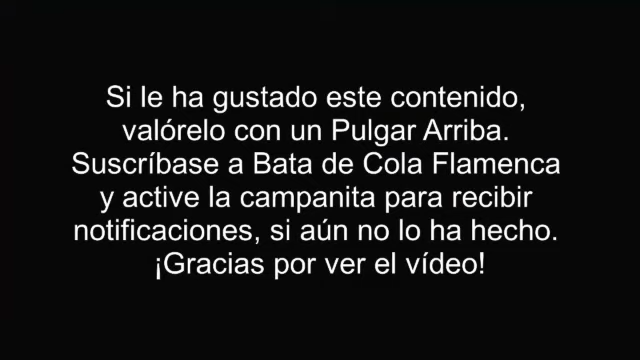 Si le ha gustado este contenido,
valórelo con un Pulgar Arriba.
Suscríbase a Bata de Cola Flamenca
y active la campanita para recibir
notificaciones, si aún no lo ha hecho.
¡Gracias por ver el vídeo!